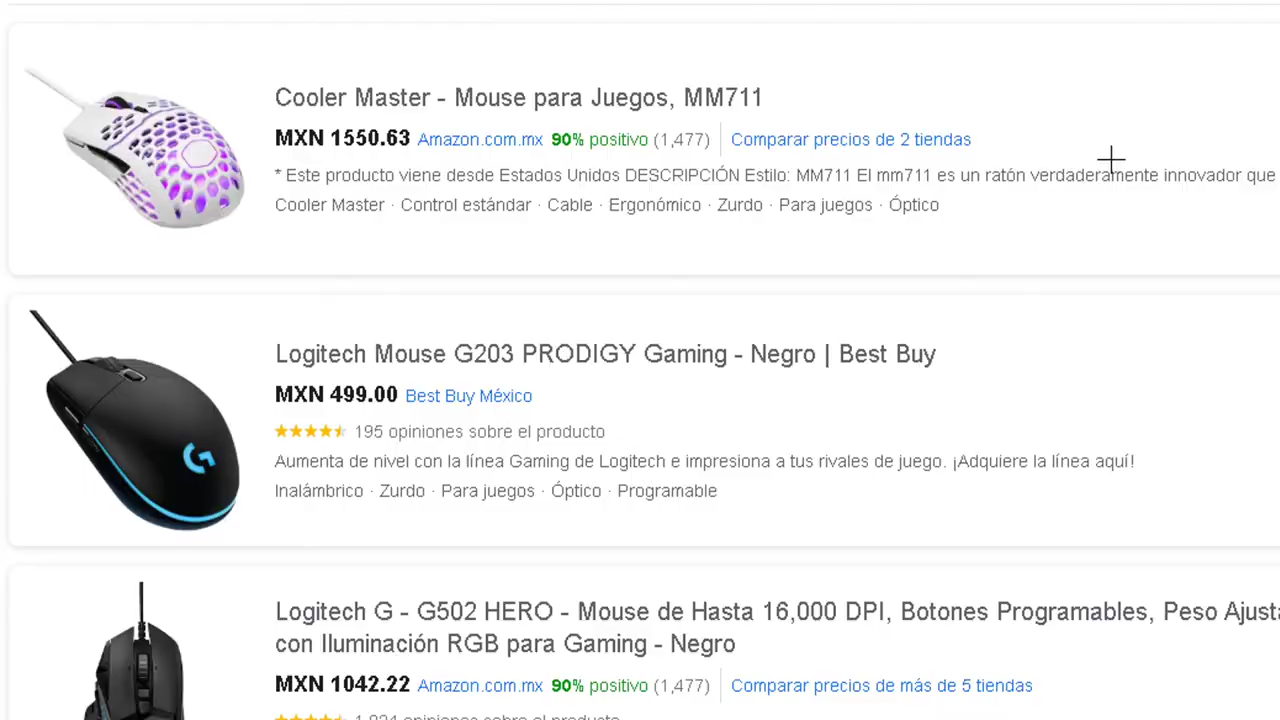 Cooler Master - Mouse para Juegos, MM711
MXN 1550.63 Amazon.com.mx 90% positivo (1,477) Comparar precios de 2 tiendas
* Este producto viene desde Estados Unidos DESCRIPCIÓN Estilo: MM711 El mm711 es un ratón verdaderamente innovador que
Cooler Master · Control estándar · Cable · Ergonómico · Zurdo · Para juegos · Óptico
Logitech Mouse G203 PRODIGY Gaming - Negro | Best Buy
MXN 499.00 Best Buy México
195 opiniones sobre el producto
Aumenta de nivel con la línea Gaming de Logitech e impresiona a tus rivales de juego. ¡Adquiere la línea aquí!
Inalámbrico · Zurdo · Para juegos · Óptico · Programable
Logitech G - G502 HERO - Mouse de Hasta 16,000 DPI, Botones Programables, Peso Ajusta
con Iluminación RGB para Gaming - Negro
MXN 1042.22 Amazon.com.mx 90% positivo (1,477) Comparar precios de más de 5 tiendas
opiniones sobre el producto